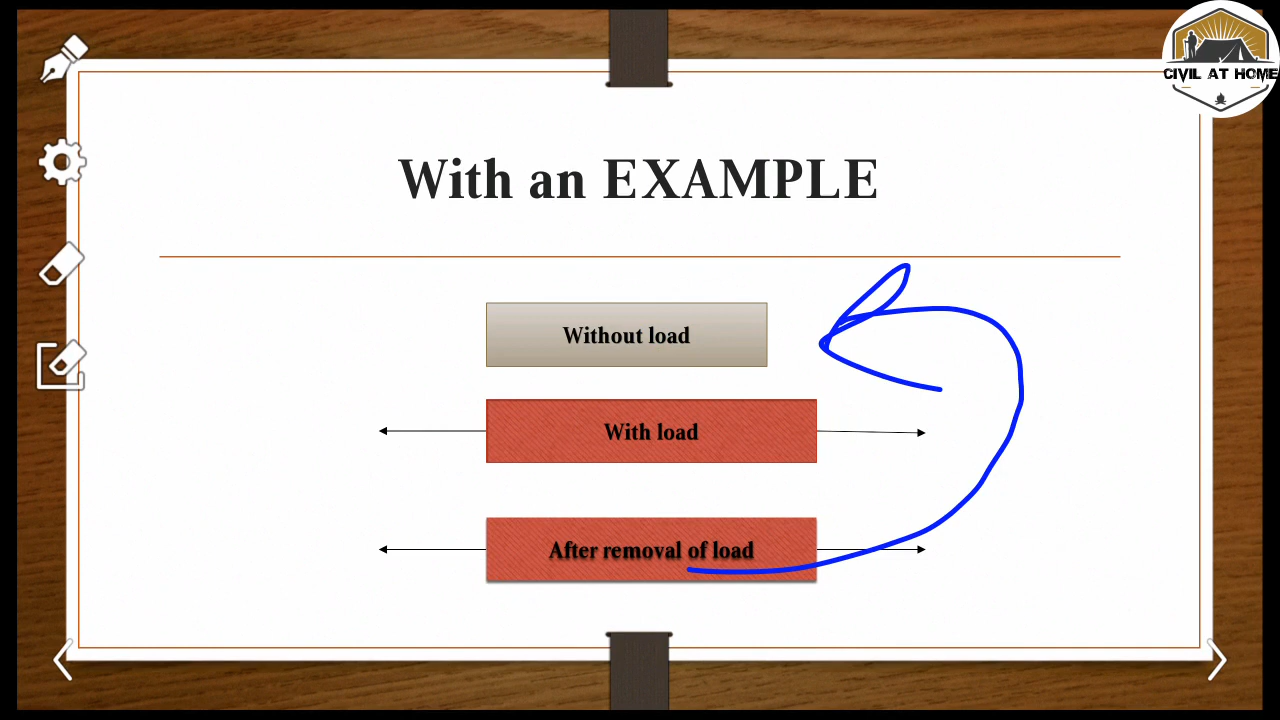 CIVIL AT HOME
With an EXAMPLE
Without load
With load
After removal of load